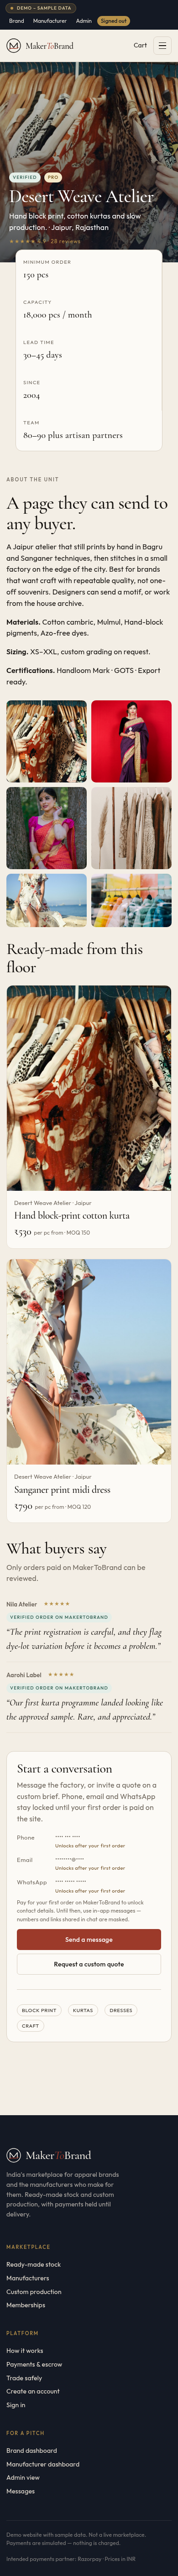 DEMO - SAMPLE DATA
Brand Manufacturer Admin Signed out
MakerToBrand Cart
VERIFIED PRO
Desert Weave Atelier
Hand block print, cotton kurtas and slow
production. · Jaipur, Rajasthan
28 reviews
MINIMUM ORDER
150 pcs
CAPACITY
18,000 pcs / month
LEAD TIME
30–45 days
SINCE
2004
TEAM
80–90 plus artisan partners
ABOUT THE UNIT
A page they can send to
any buyer.
A Jaipur atelier that still prints by hand in Bagru
and Sanganer techniques, then stitches in a small
factory on the edge of the city. Best for brands
that want craft with repeatable quality, not one-
off souvenirs. Designers can send a motif, or work
from the house archive.
Materials. Cotton cambric, Mulmul, Hand-block
pigments, Azo-free dyes.
Sizing. XS–XXL, custom grading on request.
Certifications. Handloom Mark · GOTS · Export
ready.
Ready-made from this
floor
Desert Weave Atelier · Jaipur
Hand block-print cotton kurta
₹530 per pc from · MOQ 150
Desert Weave Atelier · Jaipur
Sanganer print midi dress
₹790 per pc from · MOQ 120
What buyers say
Only orders paid on MakerToBrand can be
reviewed.
Nila Atelier ★★★★★
VERIFIED ORDER ON MAKERTOBRAND
“The print registration is careful, and they flag
dye-lot variation before it becomes a problem.”
Aarohi Label ★★★★★
VERIFIED ORDER ON MAKERTOBRAND
“Our first kurta programme landed looking like
the approved sample. Rare, and appreciated.”
Start a conversation
Message the factory, or invite a quote on a
custom brief. Phone, email and WhatsApp
stay locked until your first order is paid in
on the site.
Phone •••• ••• ••••
Unlocks after your first order
Email ••••••••@••••
Unlocks after your first order
WhatsApp •••• ••••• •••••
Unlocks after your first order
Pay for your first order on MakerToBrand to unlock
contact details. Until then, use in-app messages —
numbers and links shared in chat are masked.
Send a message
Request a custom quote
BLOCK PRINT KURTAS DRESSES
CRAFT
MakerToBrand
India's marketplace for apparel brands
and the manufacturers who make for
them. Ready-made stock and custom
production, with payments held until
delivery.
MARKETPLACE
Ready-made stock
Manufacturers
Custom production
Memberships
PLATFORM
How it works
Payments & escrow
Trade safely
Create an account
Sign in
FOR A PITCH
Brand dashboard
Manufacturer dashboard
Admin view
Messages
Demo website with sample data. Not a live marketplace.
Payments are simulated — nothing is charged.
Intended payments partner: Razorpay · Prices in INR